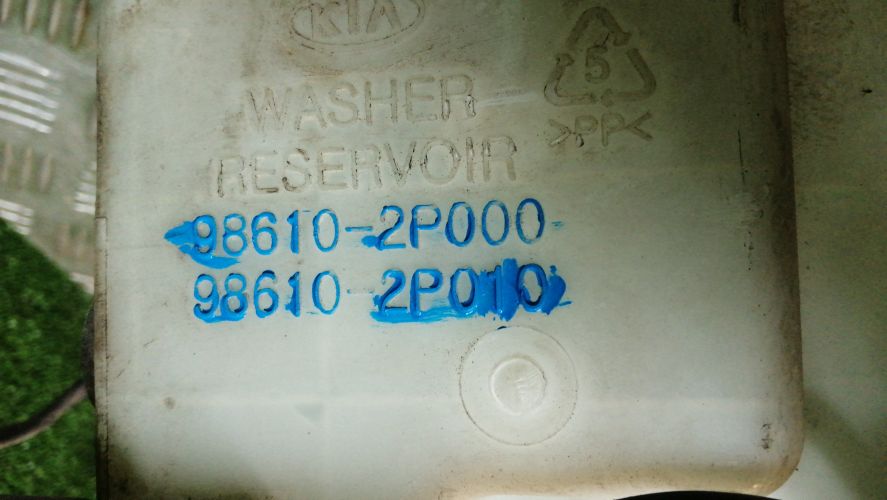 KIA
5
WASHER
>PP<
RESERVOIR
98610-2P000
98610-2P010